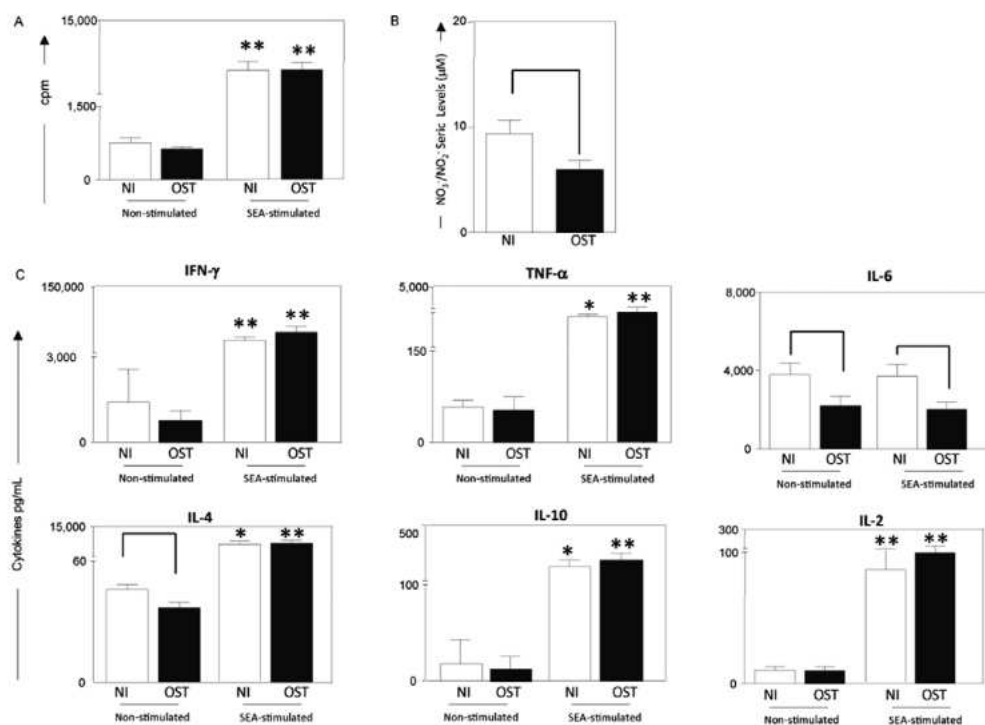 A
15,000
**
**
cpm
1,500
0
NI
OST
NI
OST
Non-stimulated
SEA-stimulated
B
20
NO₃⁻/NO₂⁻ Seric Levels (µM)
10
0
NI
OST
C
Cytokines pg/mL
IFN-γ
150,000
**
**
3,000
0
NI
OST
NI
OST
Non-stimulated
SEA-stimulated
TNF-α
5,000
*
**
150
0
NI
OST
NI
OST
Non-stimulated
SEA-stimulated
IL-6
8,000
4,000
0
NI
OST
NI
OST
Non-stimulated
SEA-stimulated
IL-4
15,000
*
**
60
0
NI
OST
NI
OST
Non-stimulated
SEA-stimulated
IL-10
500
*
**
100
0
NI
OST
NI
OST
Non-stimulated
SEA-stimulated
IL-2
300
**
**
100
0
NI
OST
NI
OST
Non-stimulated
SEA-stimulated